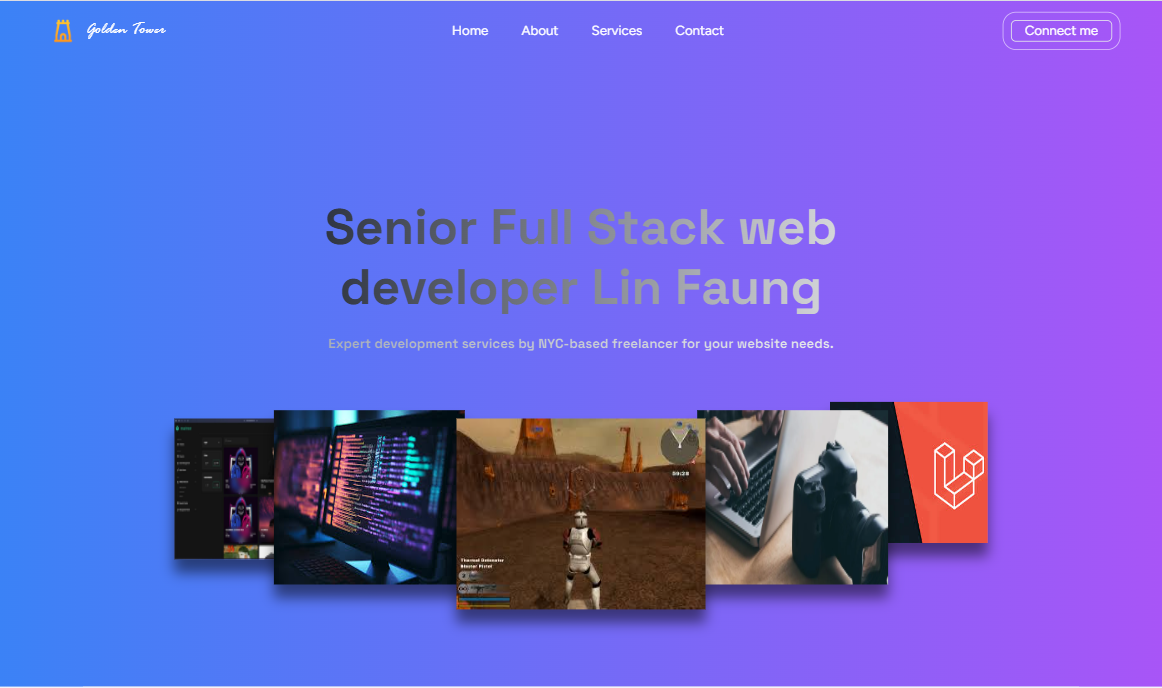 Golden Tower
Home About Services Contact
Connect me
Senior Full Stack web
developer Lin Faung
Expert development services by NYC-based freelancer for your website needs.
59:29
Thermal Detonator
Blaster Pistol